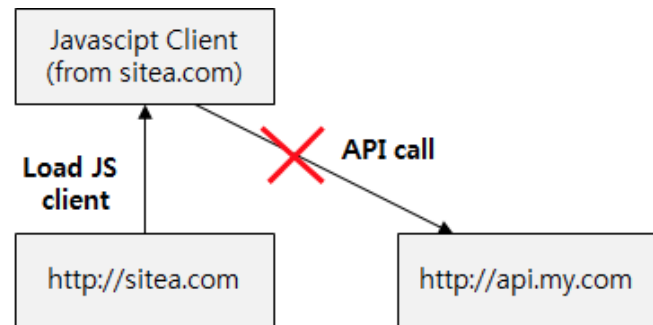 Javascipt Client
(from sitea.com)
API call
Load JS
client
http://sitea.com
http://api.my.com